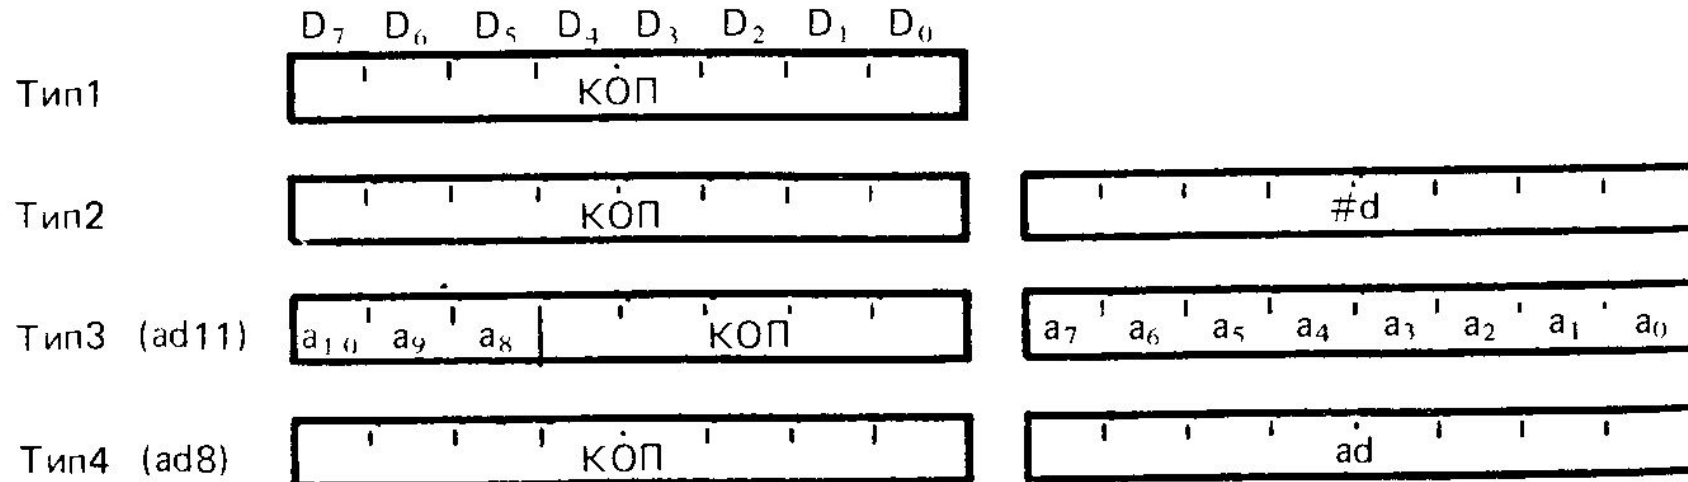 D₇ D₆ D₅ D₄ D₃ D₂ D₁ D₀
Тип1 КОП
Тип2 КОП #d
Тип3 (ad11) a₁₀ a₉ a₈ КОП a₇ a₆ a₅ a₄ a₃ a₂ a₁ a₀
Тип4 (ad8) КОП ad